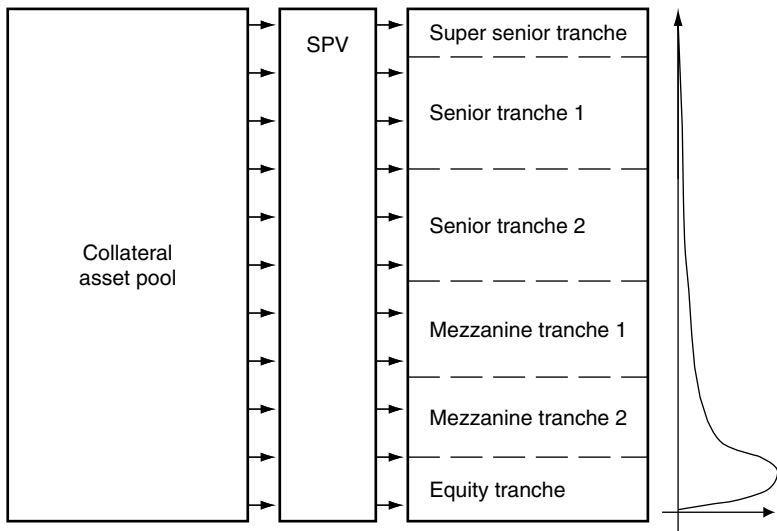 Collateral
asset pool
SPV
Super senior tranche
Senior tranche 1
Senior tranche 2
Mezzanine tranche 1
Mezzanine tranche 2
Equity tranche